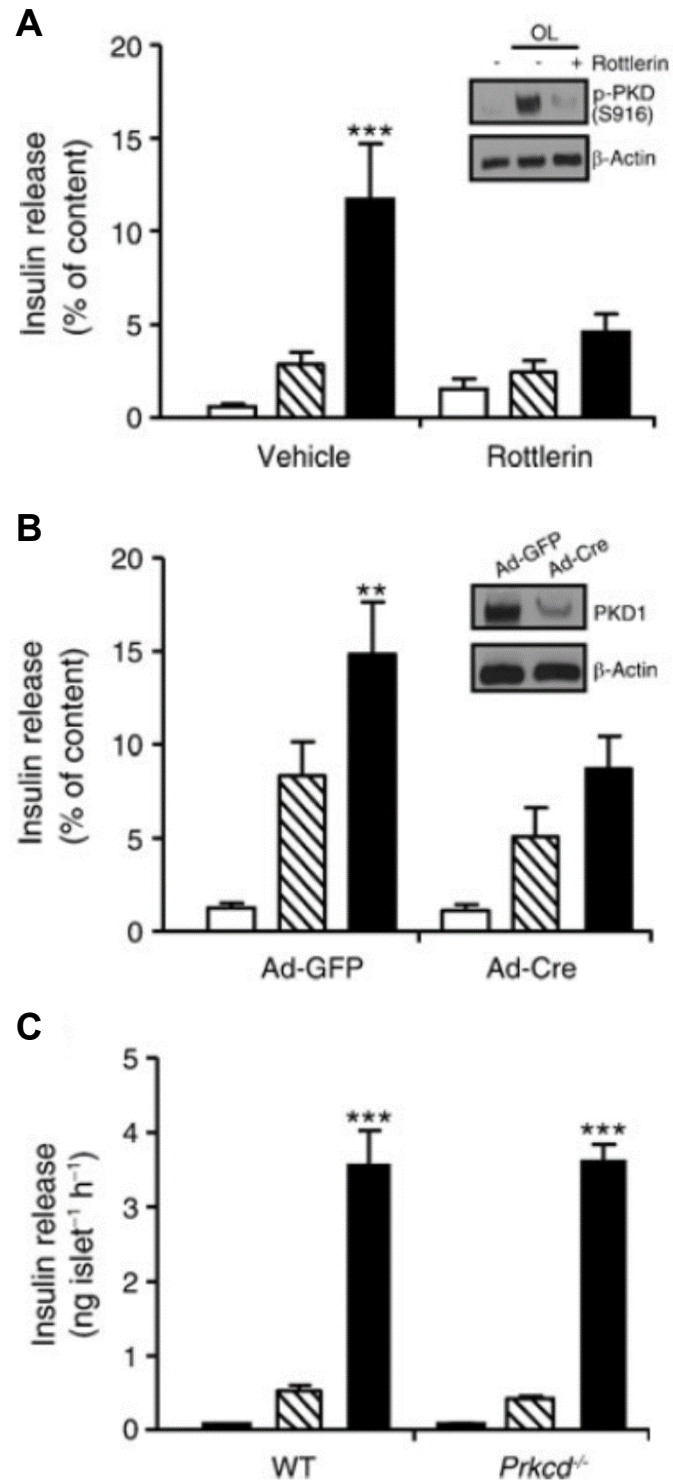 A
20
15
10
5
0
Insulin release
(% of content)
***
OL
- - + Rottlerin
p-PKD
(S916)
β-Actin
Vehicle Rottlerin
B
20
15
10
5
0
Insulin release
(% of content)
**
Ad-GFP Ad-Cre
PKD1
β-Actin
Ad-GFP Ad-Cre
C
5
4
3
2
1
0
Insulin release
(ng islet⁻¹ h⁻¹)
*** ***
WT Prkcd⁻/⁻